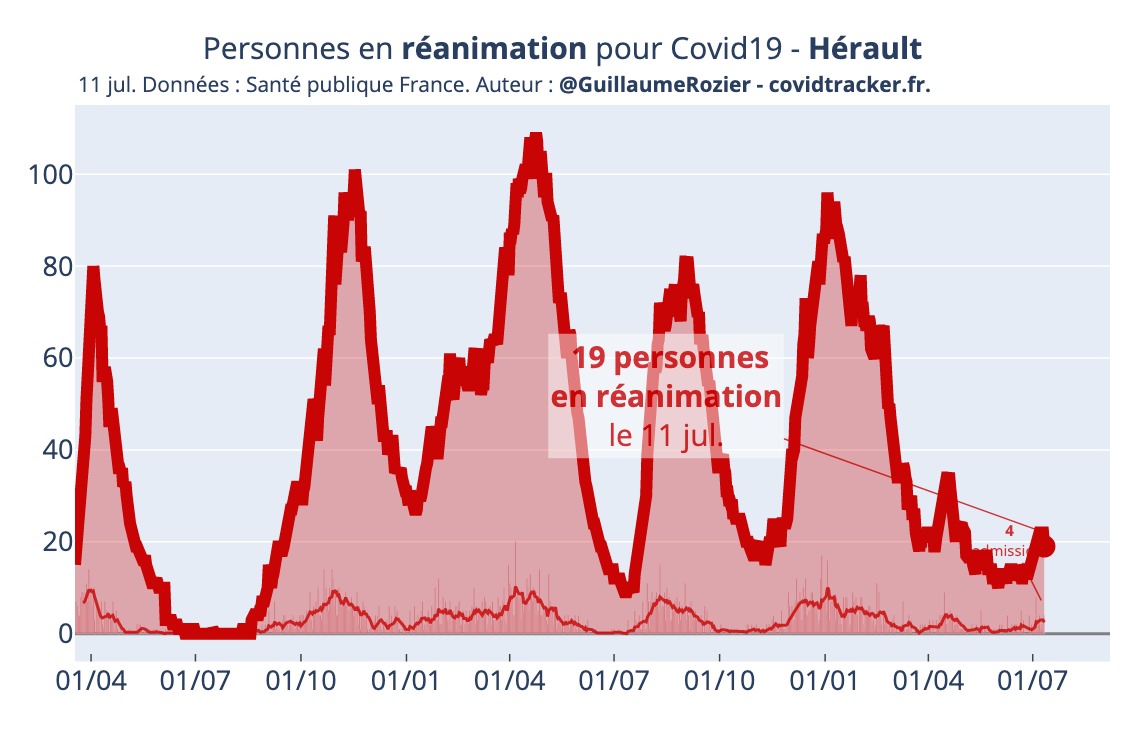 Personnes en réanimation pour Covid19 - Hérault
11 jul. Données : Santé publique France. Auteur : @GuillaumeRozier - covidtracker.fr.
100
80
60
40
20
0
19 personnes
en réanimation
le 11 jul.
4
01/04 01/07 01/10 01/01 01/04 01/07 01/10 01/01 01/04 01/07